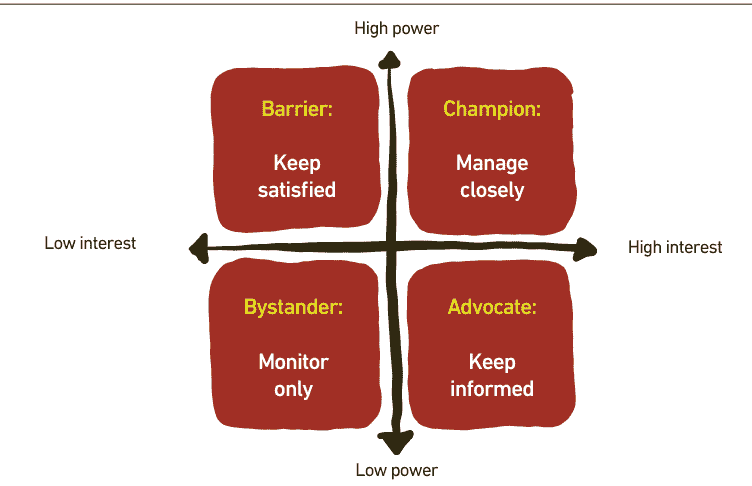 High power
Barrier:
Keep
satisfied
Champion:
Manage
closely
Low interest
High interest
Bystander:
Monitor
only
Advocate:
Keep
informed
Low power